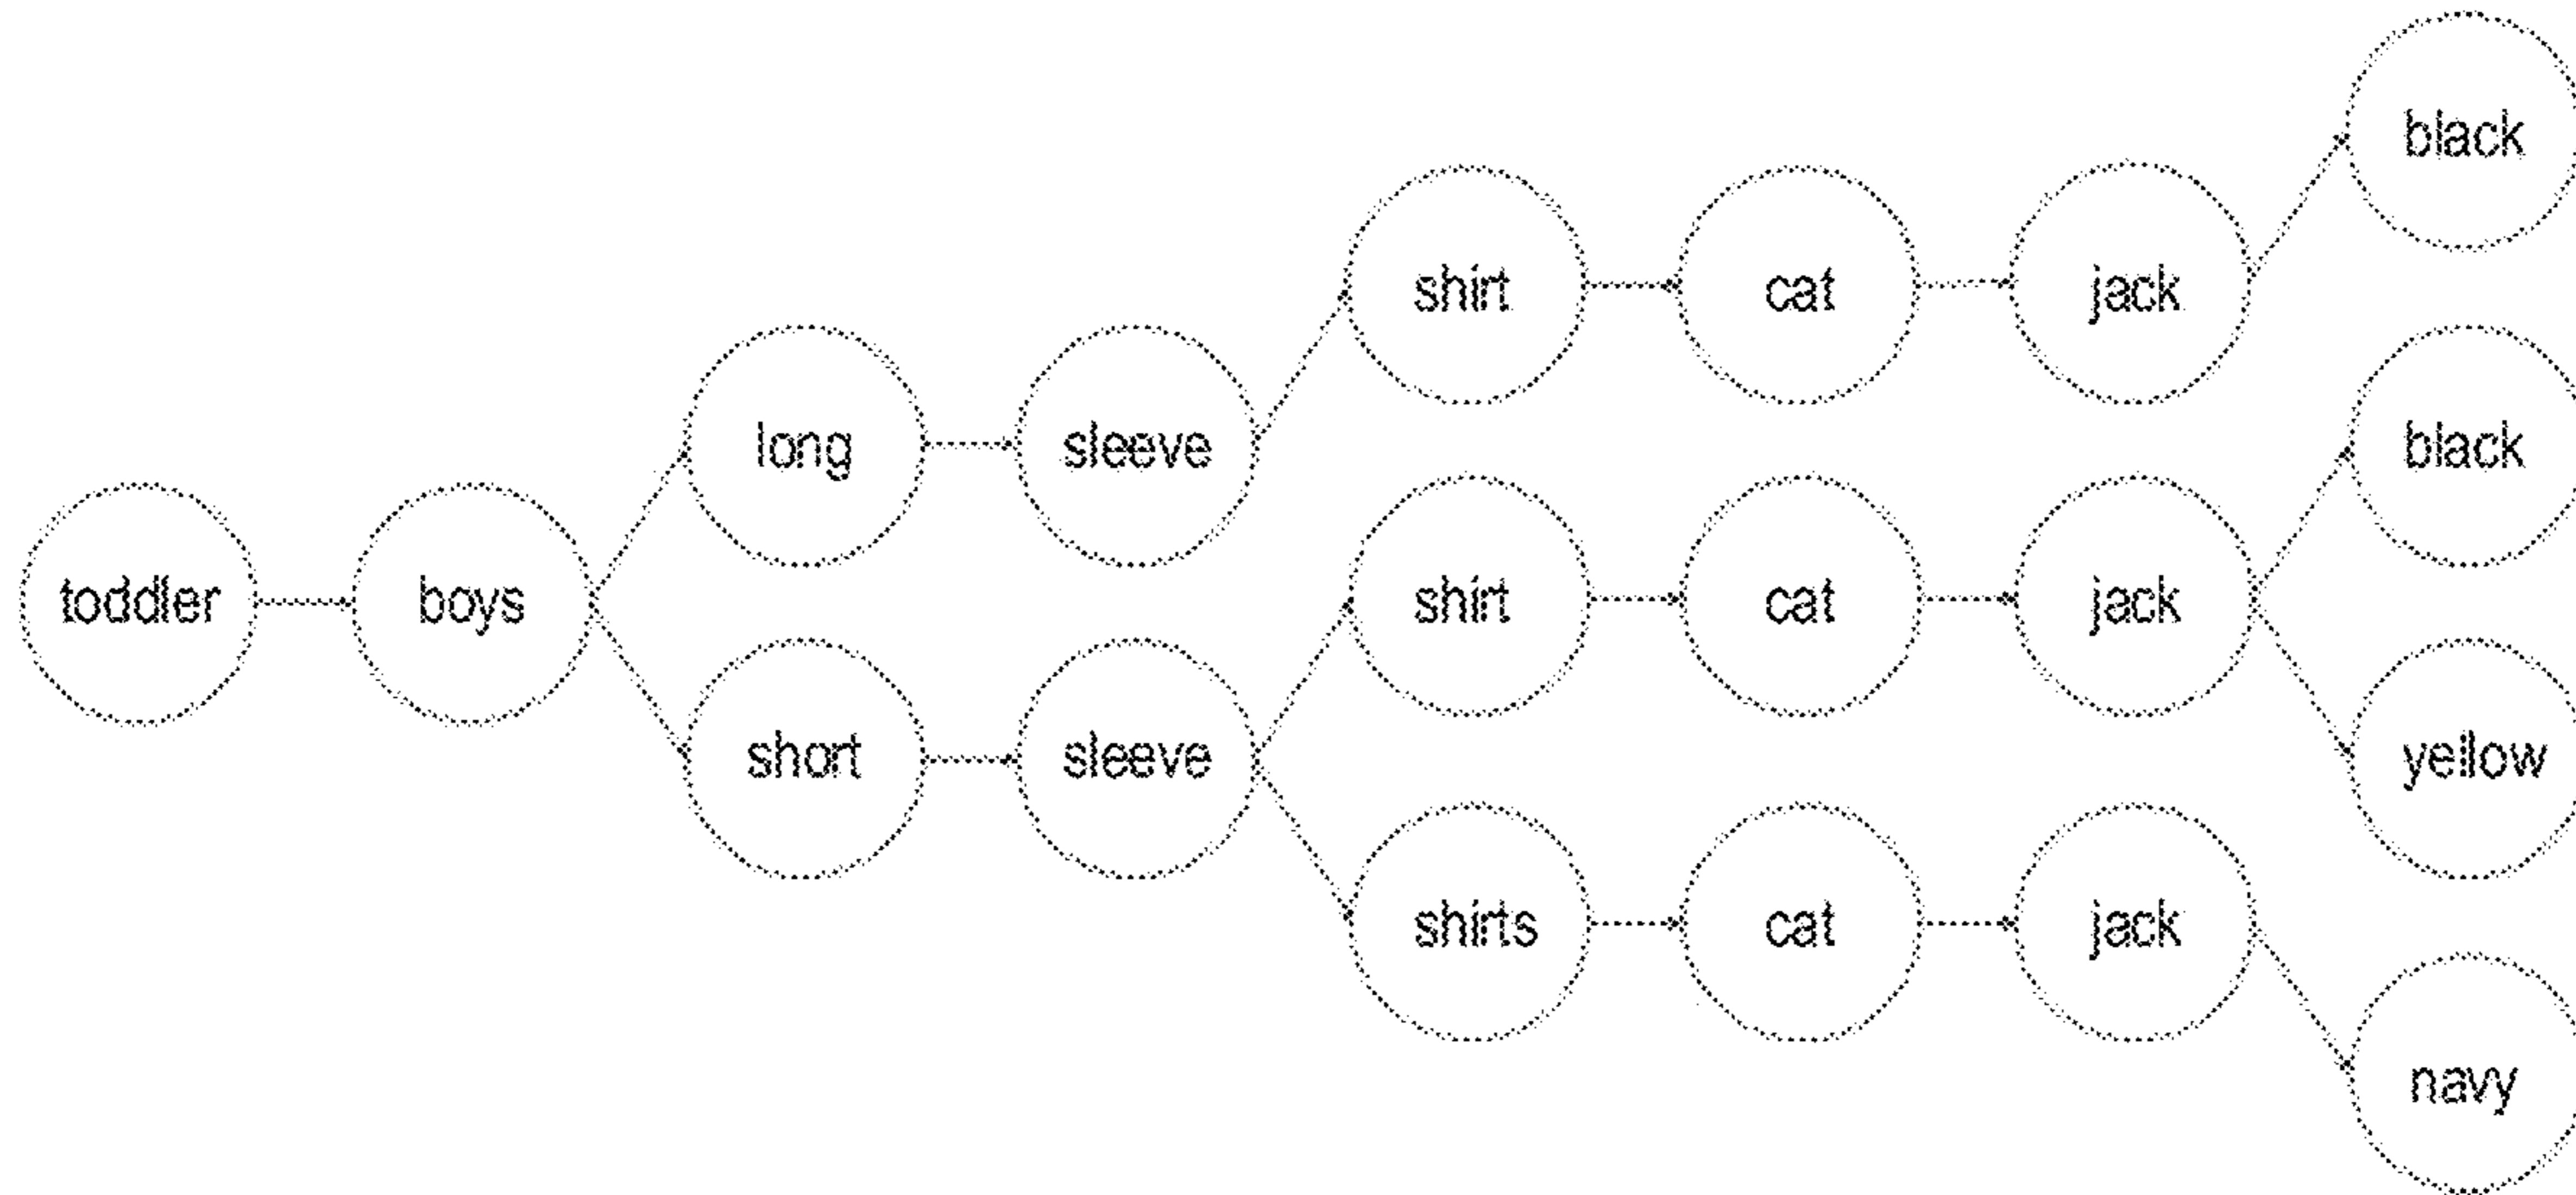 black
shirt cat jack
black
long sleeve
toddler boys shirt cat jack
short sleeve yellow
shirts cat jack
navy